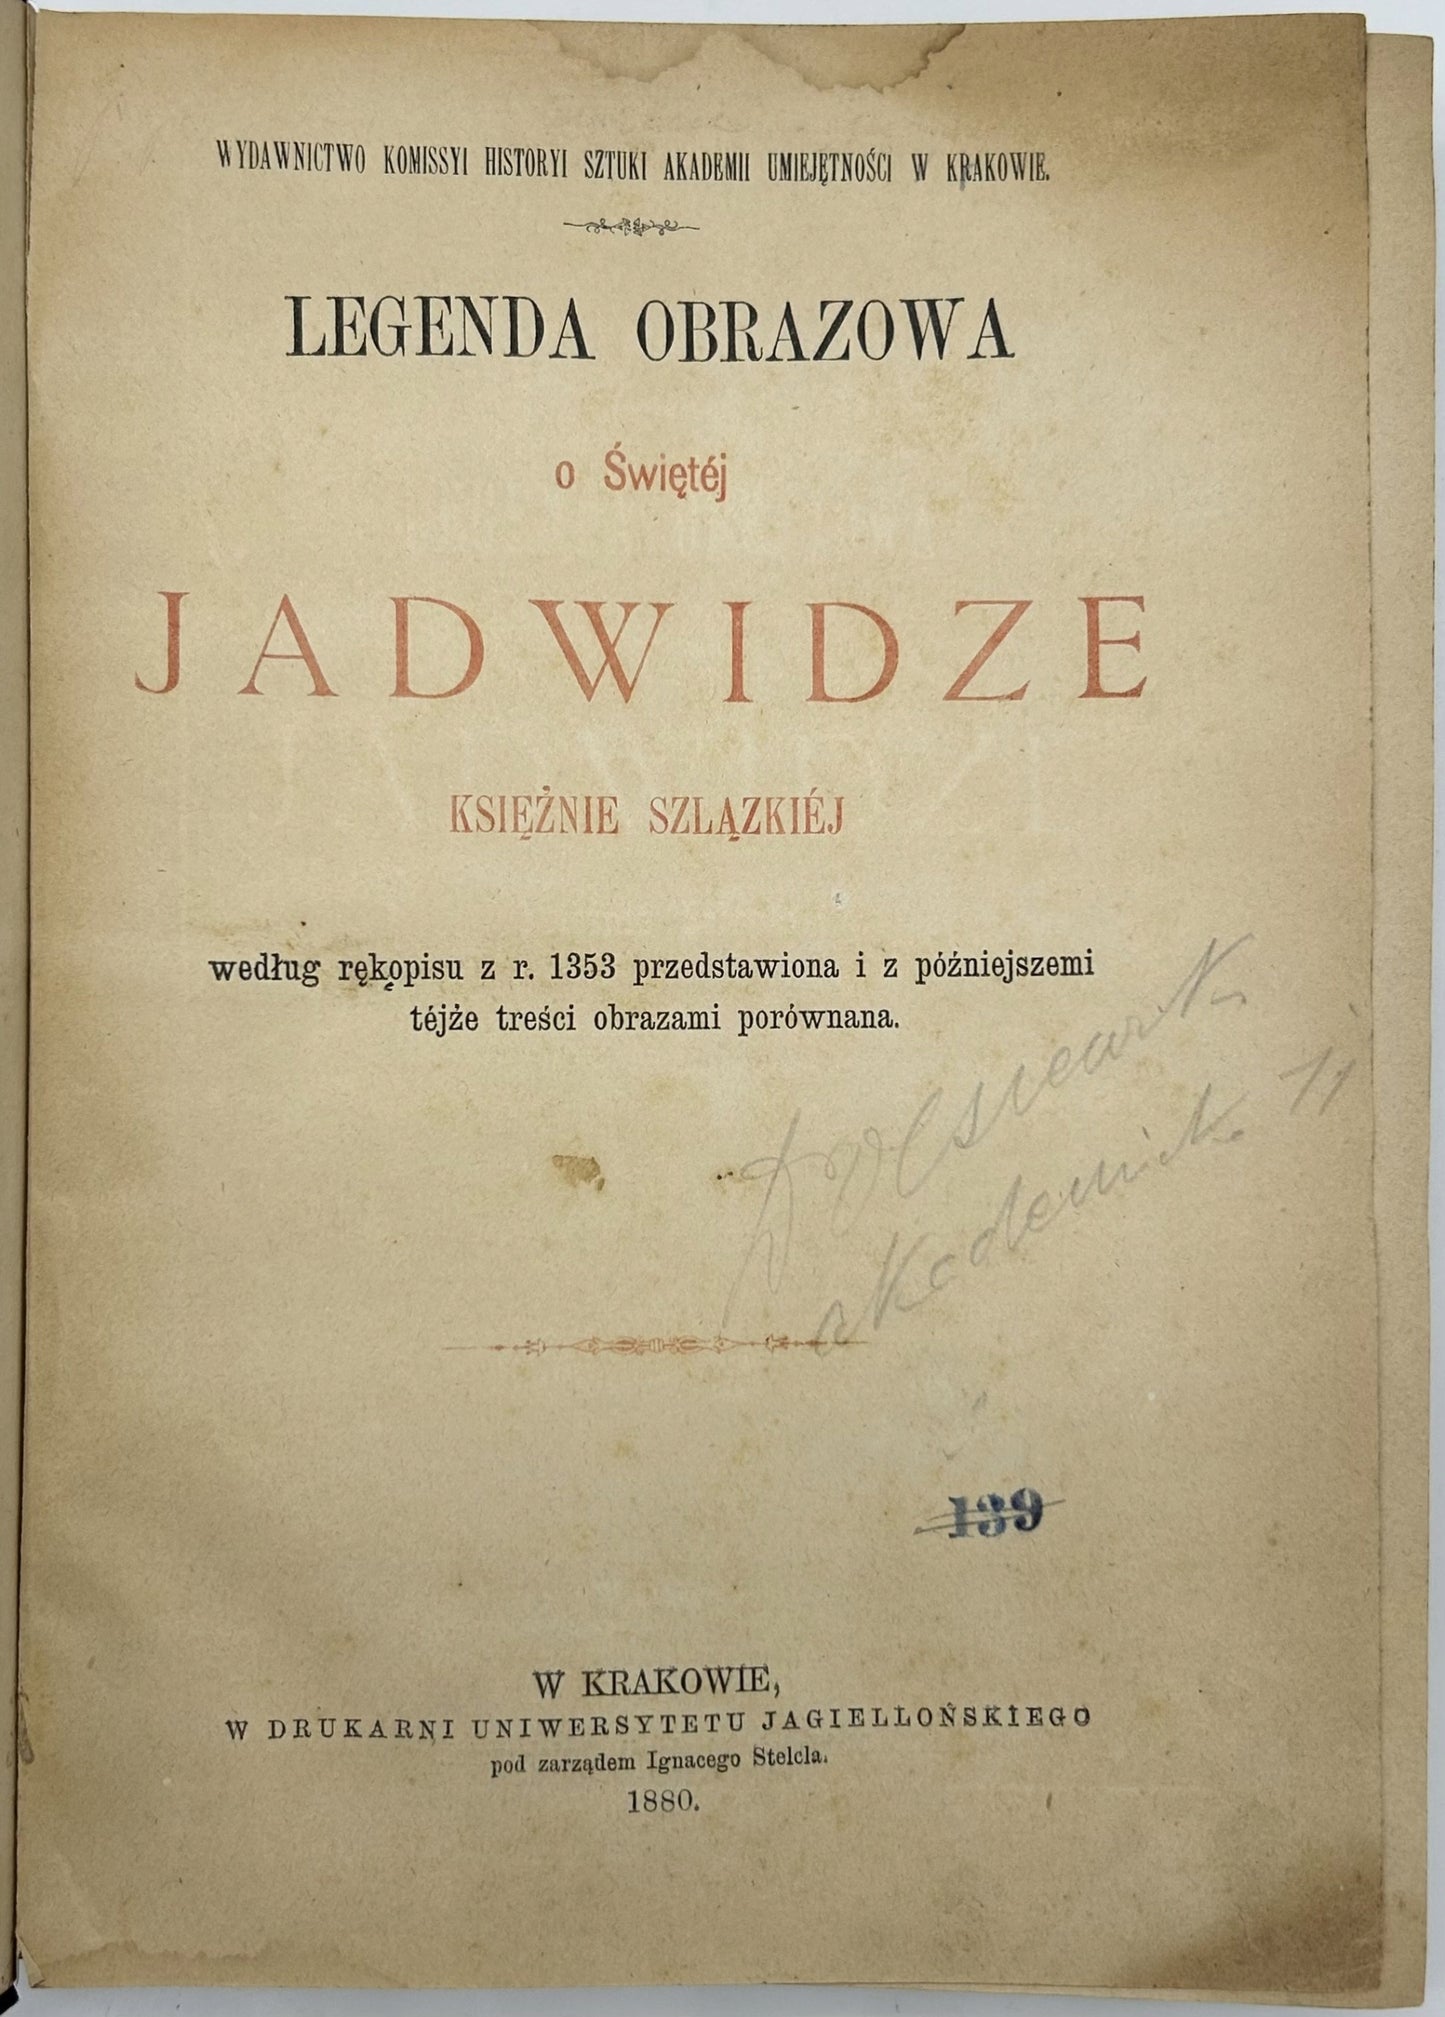 WYDAWNICTWO KOMISSYI HISTORYI SZTUKI AKADEMII UMIEJĘTNOŚCI W KRAKOWIE.
LEGENDA OBRAZOWA
o Świętéj
JADWIDZE
KSIĘŻNIE SZLĄZKIÉJ
według rękopisu z r. 1353 przedstawiona i z późniejszemi
téjże treści obrazami porównana.
139
W KRAKOWIE,
W DRUKARNI UNIWERSYTETU JAGIELLOŃSKIEGO
pod zarządem Ignacego Stelcla.
1880.